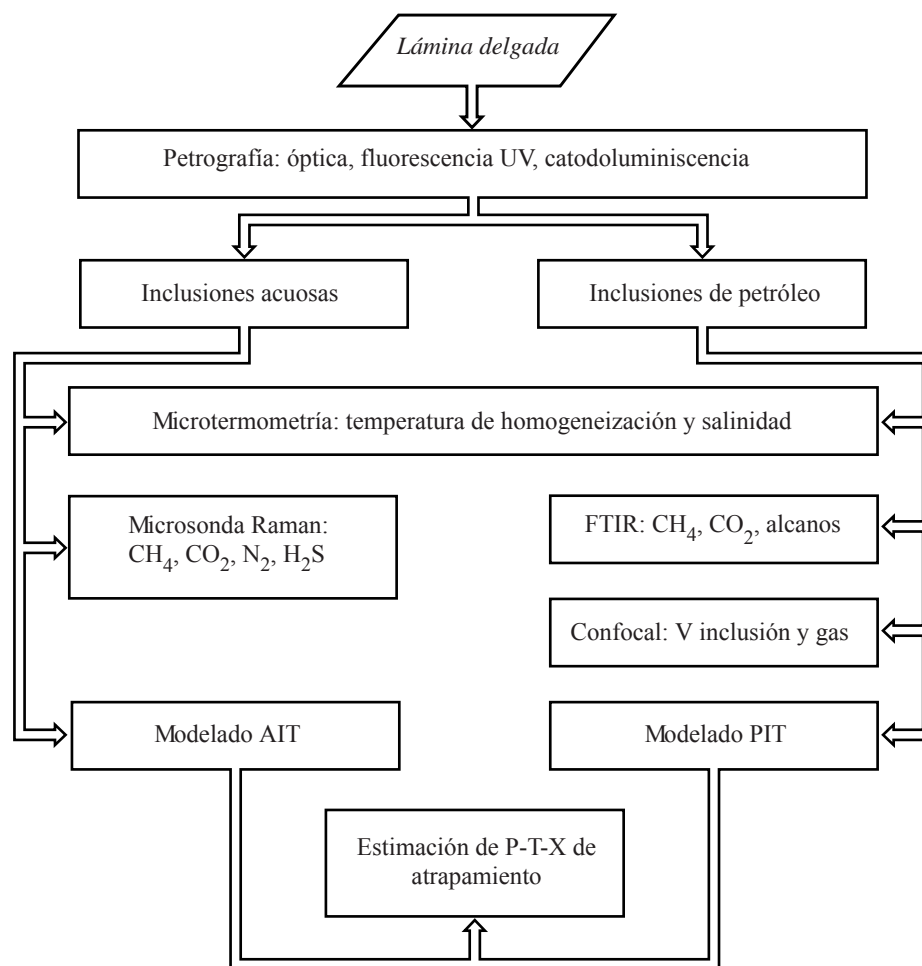 Lámina delgada
Petrografía: óptica, fluorescencia UV, catodoluminiscencia
Inclusiones acuosas
Inclusiones de petróleo
Microtermometría: temperatura de homogeneización y salinidad
Microsonda Raman:
CH4, CO2, N2, H2S
FTIR: CH4, CO2, alcanos
Confocal: V inclusión y gas
Modelado AIT
Modelado PIT
Estimación de P-T-X de
atrapamiento